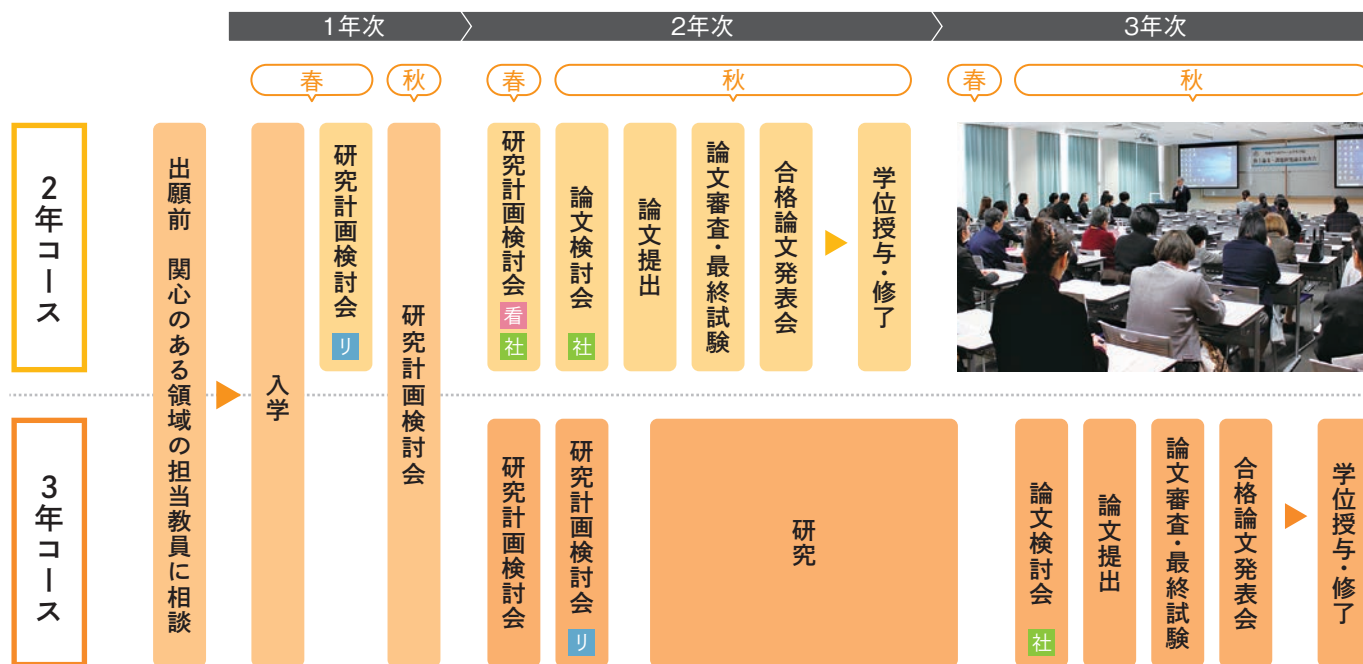 1年次
2年次
3年次
春
秋
春
秋
春
秋
2年コース
出願前 関心のある領域の担当教員に相談
入学
研究計画検討会
リ
研究計画検討会
研究計画検討会
看
社
論文検討会
社
論文提出
論文審査・最終試験
合格論文発表会
学位授与・修了
3年コース
研究計画検討会
研究計画検討会
リ
研究
論文検討会
社
論文提出
論文審査・最終試験
合格論文発表会
学位授与・修了